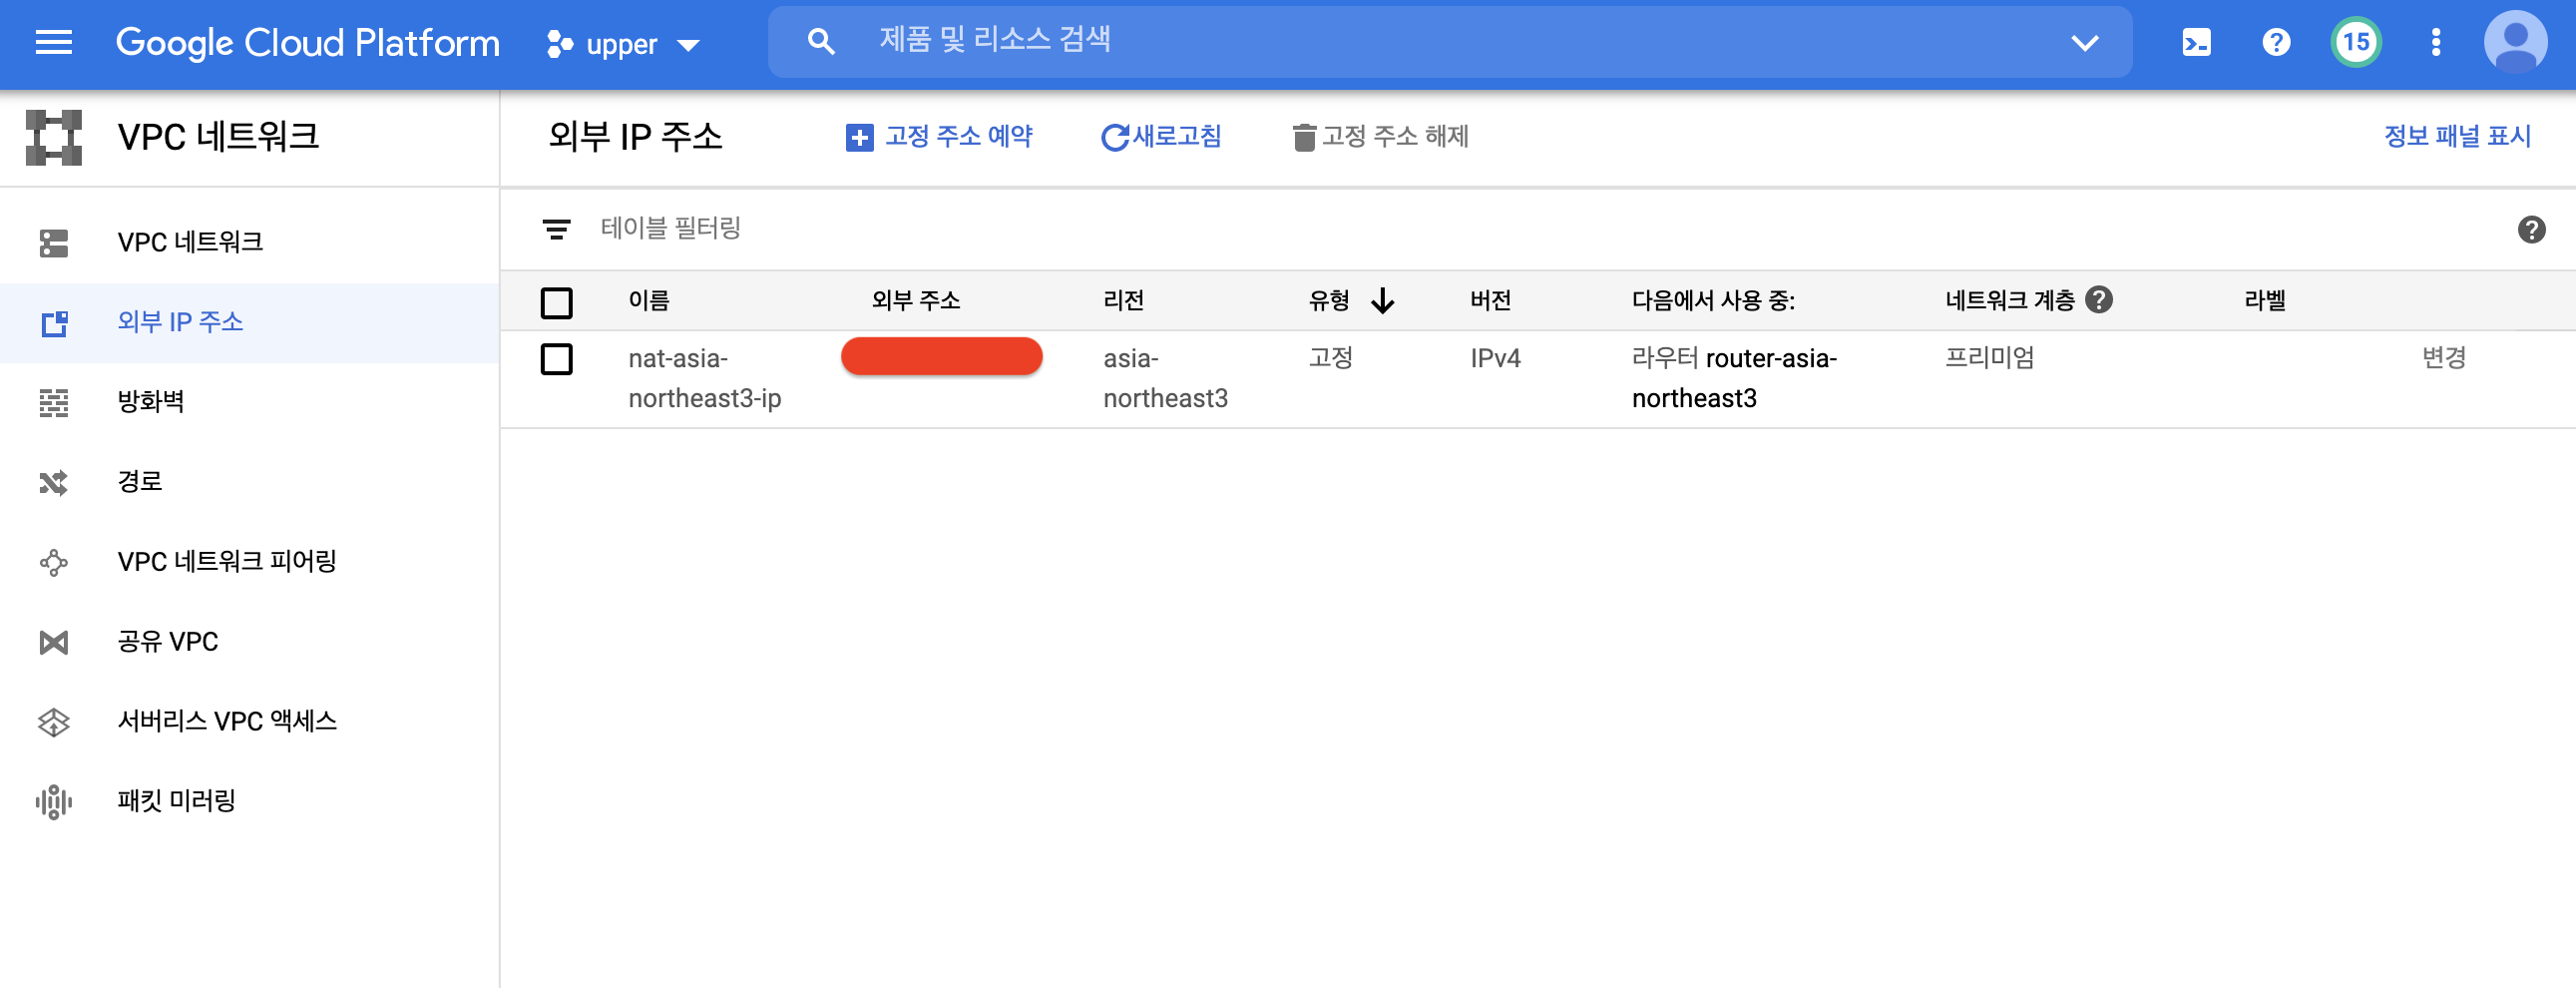 Google Cloud Platform
upper
제품 및 리소스 검색
15
VPC 네트워크
외부 IP 주소
고정 주소 예약
새로고침
고정 주소 해제
정보 패널 표시
VPC 네트워크
외부 IP 주소
방화벽
경로
VPC 네트워크 피어링
공유 VPC
서버리스 VPC 액세스
패킷 미러링
테이블 필터링
이름 외부 주소 리전 유형 버전 다음에서 사용 중: 네트워크 계층 라벨
nat-asia- asia- 고정 IPv4 라우터 router-asia- 프리미엄 변경
northeast3-ip northeast3 northeast3